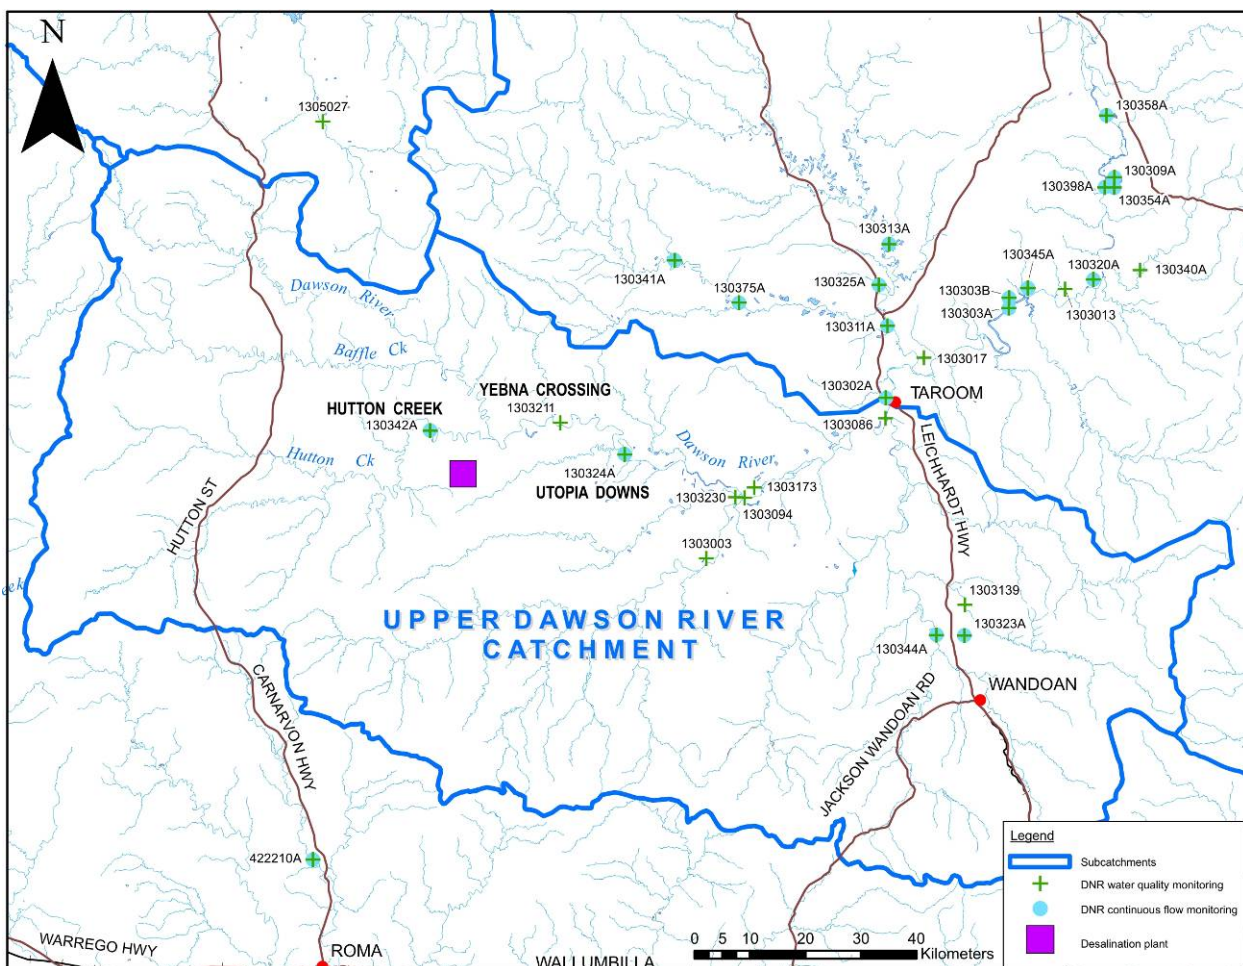 N
1305027
130358A
130309A
130398A
130354A
130313A
130341A
130345A
130320A
130340A
130325A
130375A
130303B
130303A
1303013
Dawson River
130311A
Baffle Ck
1303017
YEBNA CROSSING
130302A
TAROOM
HUTTON CREEK
1303211
130342A
1303086
Hutton Ck
Dawson River
LEICHHARDT HWY
130324A
UTOPIA DOWNS
1303173
1303230
1303094
HUTTON ST
1303003
eek
1303139
UPPER DAWSON RIVER
CATCHMENT
130323A
130344A
CARNARVON HWY
WANDOAN
JACKSON WANDOAN RD
Legend
Subcatchments
422210A
DNR water quality monitoring
DNR continuous flow monitoring
WARREGO HWY
ROMA
WALLUMBILLA
0 5 10 20 30 40
Kilometers
Desalination plant